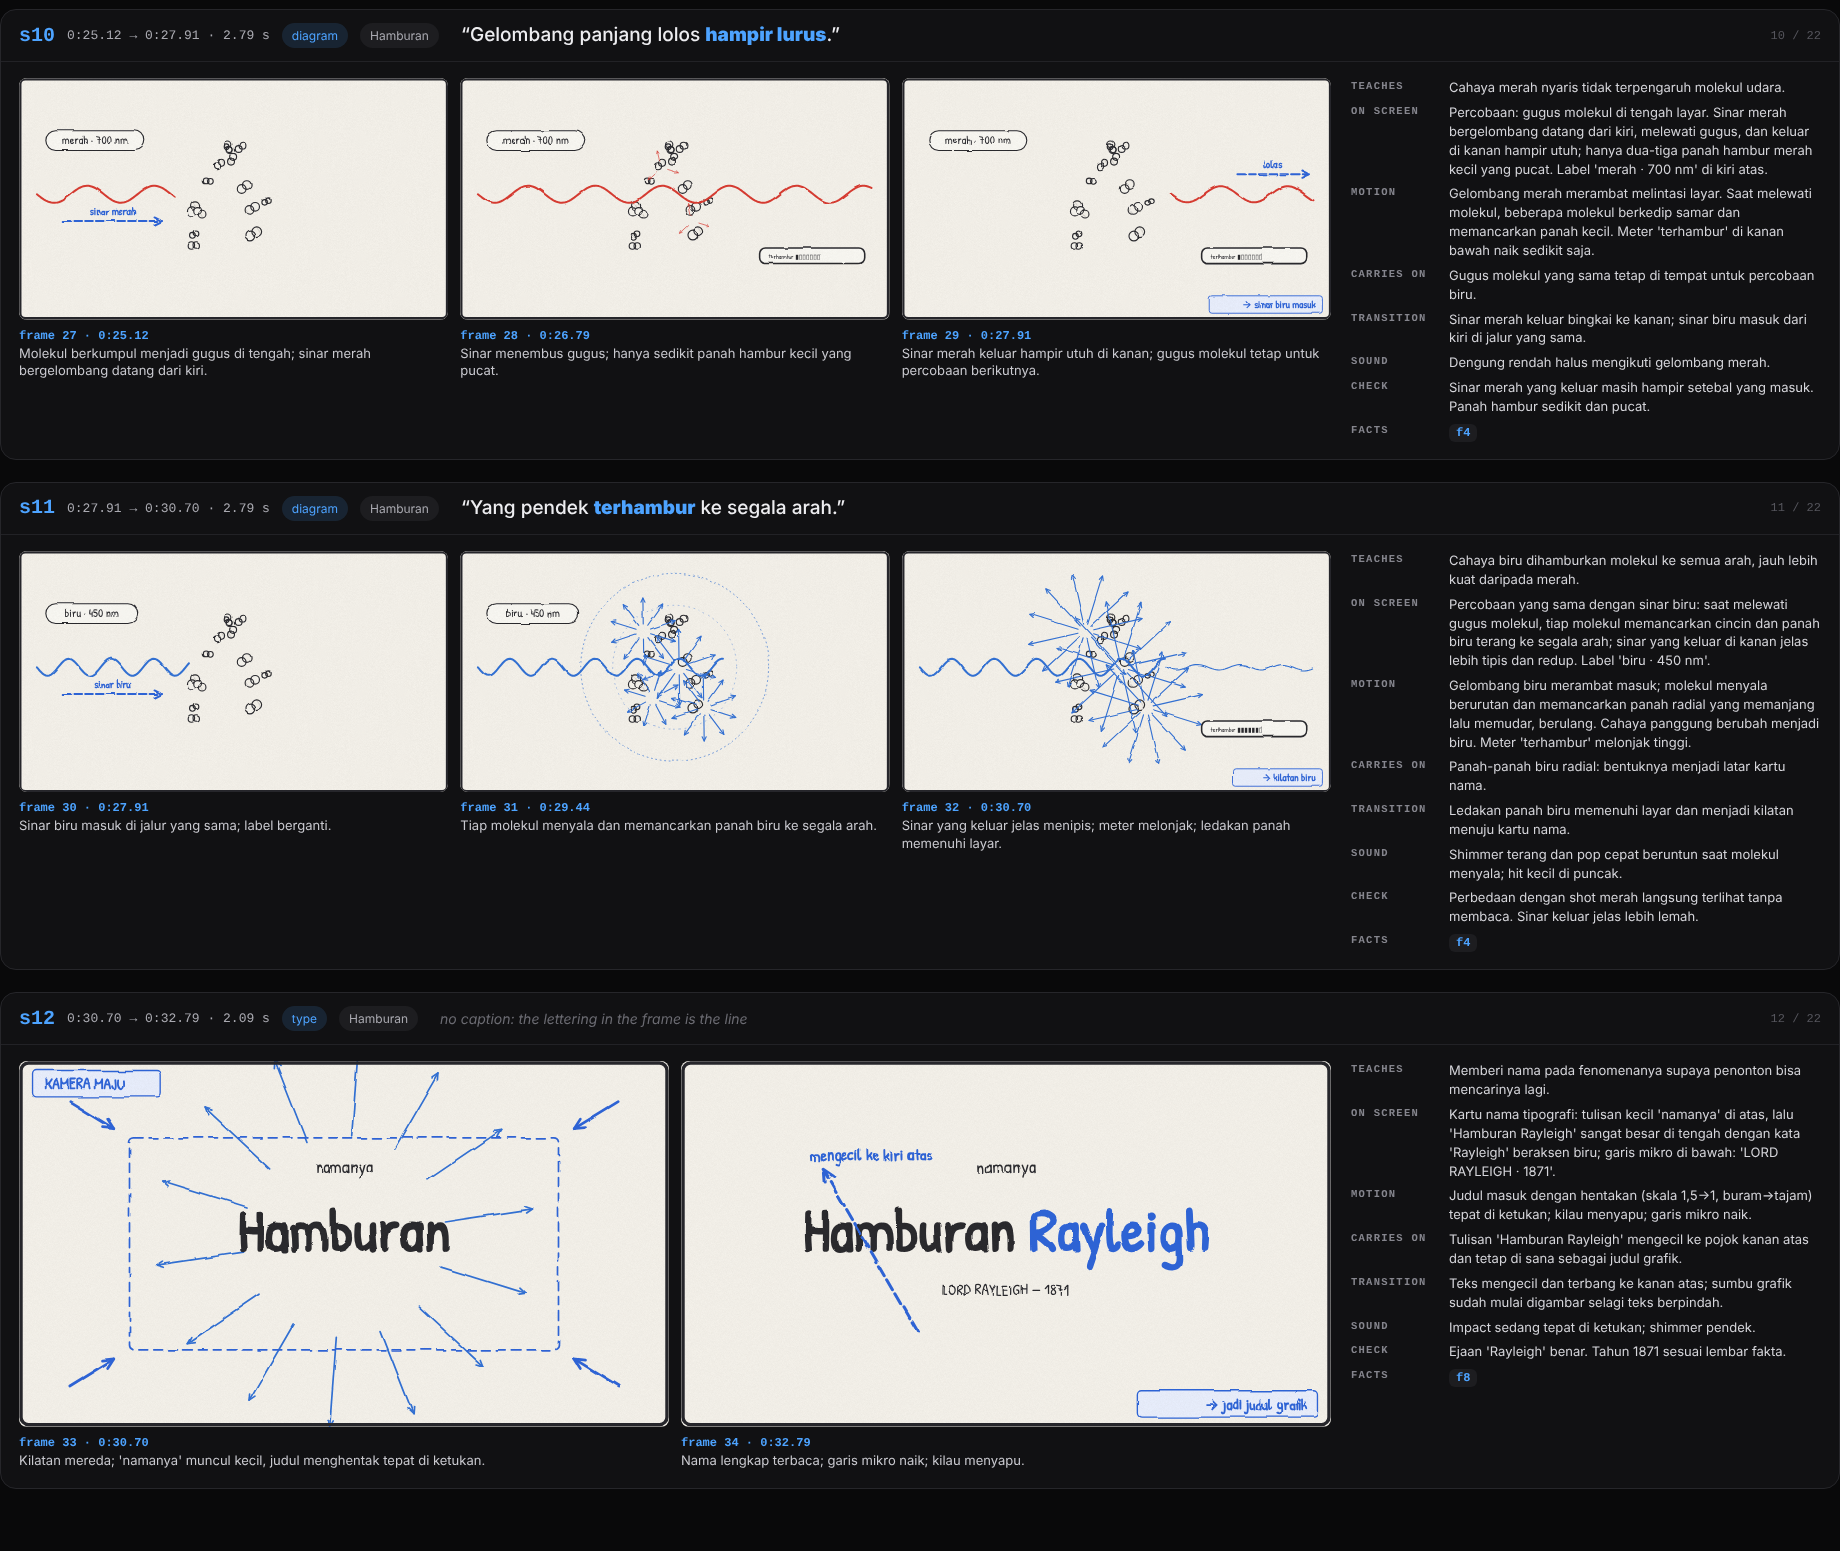 s10 0:25.12 → 0:27.91 · 2.79 s diagram Hamburan “Gelombang panjang lolos hampir lurus.” 10 / 22
merah · 700 nm
sinar merah
frame 27 · 0:25.12
Molekul berkumpul menjadi gugus di tengah; sinar merah
bergelombang datang dari kiri.
merah · 700 nm
terhambur
frame 28 · 0:26.79
Sinar menembus gugus; hanya sedikit panah hambur kecil yang
pucat.
merah · 700 nm
lolos
terhambur
→ sinar biru masuk
frame 29 · 0:27.91
Sinar merah keluar hampir utuh di kanan; gugus molekul tetap untuk
percobaan berikutnya.
TEACHES Cahaya merah nyaris tidak terpengaruh molekul udara.
ON SCREEN Percobaan: gugus molekul di tengah layar. Sinar merah
bergelombang datang dari kiri, melewati gugus, dan keluar
di kanan hampir utuh; hanya dua-tiga panah hambur merah
kecil yang pucat. Label 'merah · 700 nm' di kiri atas.
MOTION Gelombang merah merambat melintasi layar. Saat melewati
molekul, beberapa molekul berkedip samar dan
memancarkan panah kecil. Meter 'terhambur' di kanan
bawah naik sedikit saja.
CARRIES ON Gugus molekul yang sama tetap di tempat untuk percobaan
biru.
TRANSITION Sinar merah keluar bingkai ke kanan; sinar biru masuk dari
kiri di jalur yang sama.
SOUND Dengung rendah halus mengikuti gelombang merah.
CHECK Sinar merah yang keluar masih hampir setebal yang masuk.
Panah hambur sedikit dan pucat.
FACTS f4
s11 0:27.91 → 0:30.70 · 2.79 s diagram Hamburan “Yang pendek terhambur ke segala arah.” 11 / 22
biru · 450 nm
sinar biru
frame 30 · 0:27.91
Sinar biru masuk di jalur yang sama; label berganti.
biru · 450 nm
frame 31 · 0:29.44
Tiap molekul menyala dan memancarkan panah biru ke segala arah.
terhambur
→ kilatan biru
frame 32 · 0:30.70
Sinar yang keluar jelas menipis; meter melonjak; ledakan panah
memenuhi layar.
TEACHES Cahaya biru dihamburkan molekul ke semua arah, jauh lebih
kuat daripada merah.
ON SCREEN Percobaan yang sama dengan sinar biru: saat melewati
gugus molekul, tiap molekul memancarkan cincin dan panah
biru terang ke segala arah; sinar yang keluar di kanan jelas
lebih tipis dan redup. Label 'biru · 450 nm'.
MOTION Gelombang biru merambat masuk; molekul menyala
berurutan dan memancarkan panah radial yang memanjang
lalu memudar, berulang. Cahaya panggung berubah menjadi
biru. Meter 'terhambur' melonjak tinggi.
CARRIES ON Panah-panah biru radial: bentuknya menjadi latar kartu
nama.
TRANSITION Ledakan panah biru memenuhi layar dan menjadi kilatan
menuju kartu nama.
SOUND Shimmer terang dan pop cepat beruntun saat molekul
menyala; hit kecil di puncak.
CHECK Perbedaan dengan shot merah langsung terlihat tanpa
membaca. Sinar keluar jelas lebih lemah.
FACTS f4
s12 0:30.70 → 0:32.79 · 2.09 s type Hamburan no caption: the lettering in the frame is the line 12 / 22
KAMERA MAJU
namanya
Hamburan
frame 33 · 0:30.70
Kilatan mereda; 'namanya' muncul kecil, judul menghentak tepat di ketukan.
mengecil ke kiri atas
namanya
Hamburan Rayleigh
LORD RAYLEIGH – 1871
→ jadi judul grafik
frame 34 · 0:32.79
Nama lengkap terbaca; garis mikro naik; kilau menyapu.
TEACHES Memberi nama pada fenomenanya supaya penonton bisa
mencarinya lagi.
ON SCREEN Kartu nama tipografi: tulisan kecil 'namanya' di atas, lalu
'Hamburan Rayleigh' sangat besar di tengah dengan kata
'Rayleigh' beraksen biru; garis mikro di bawah: 'LORD
RAYLEIGH · 1871'.
MOTION Judul masuk dengan hentakan (skala 1,5→1, buram→tajam)
tepat di ketukan; kilau menyapu; garis mikro naik.
CARRIES ON Tulisan 'Hamburan Rayleigh' mengecil ke pojok kanan atas
dan tetap di sana sebagai judul grafik.
TRANSITION Teks mengecil dan terbang ke kanan atas; sumbu grafik
sudah mulai digambar selagi teks berpindah.
SOUND Impact sedang tepat di ketukan; shimmer pendek.
CHECK Ejaan 'Rayleigh' benar. Tahun 1871 sesuai lembar fakta.
FACTS f8